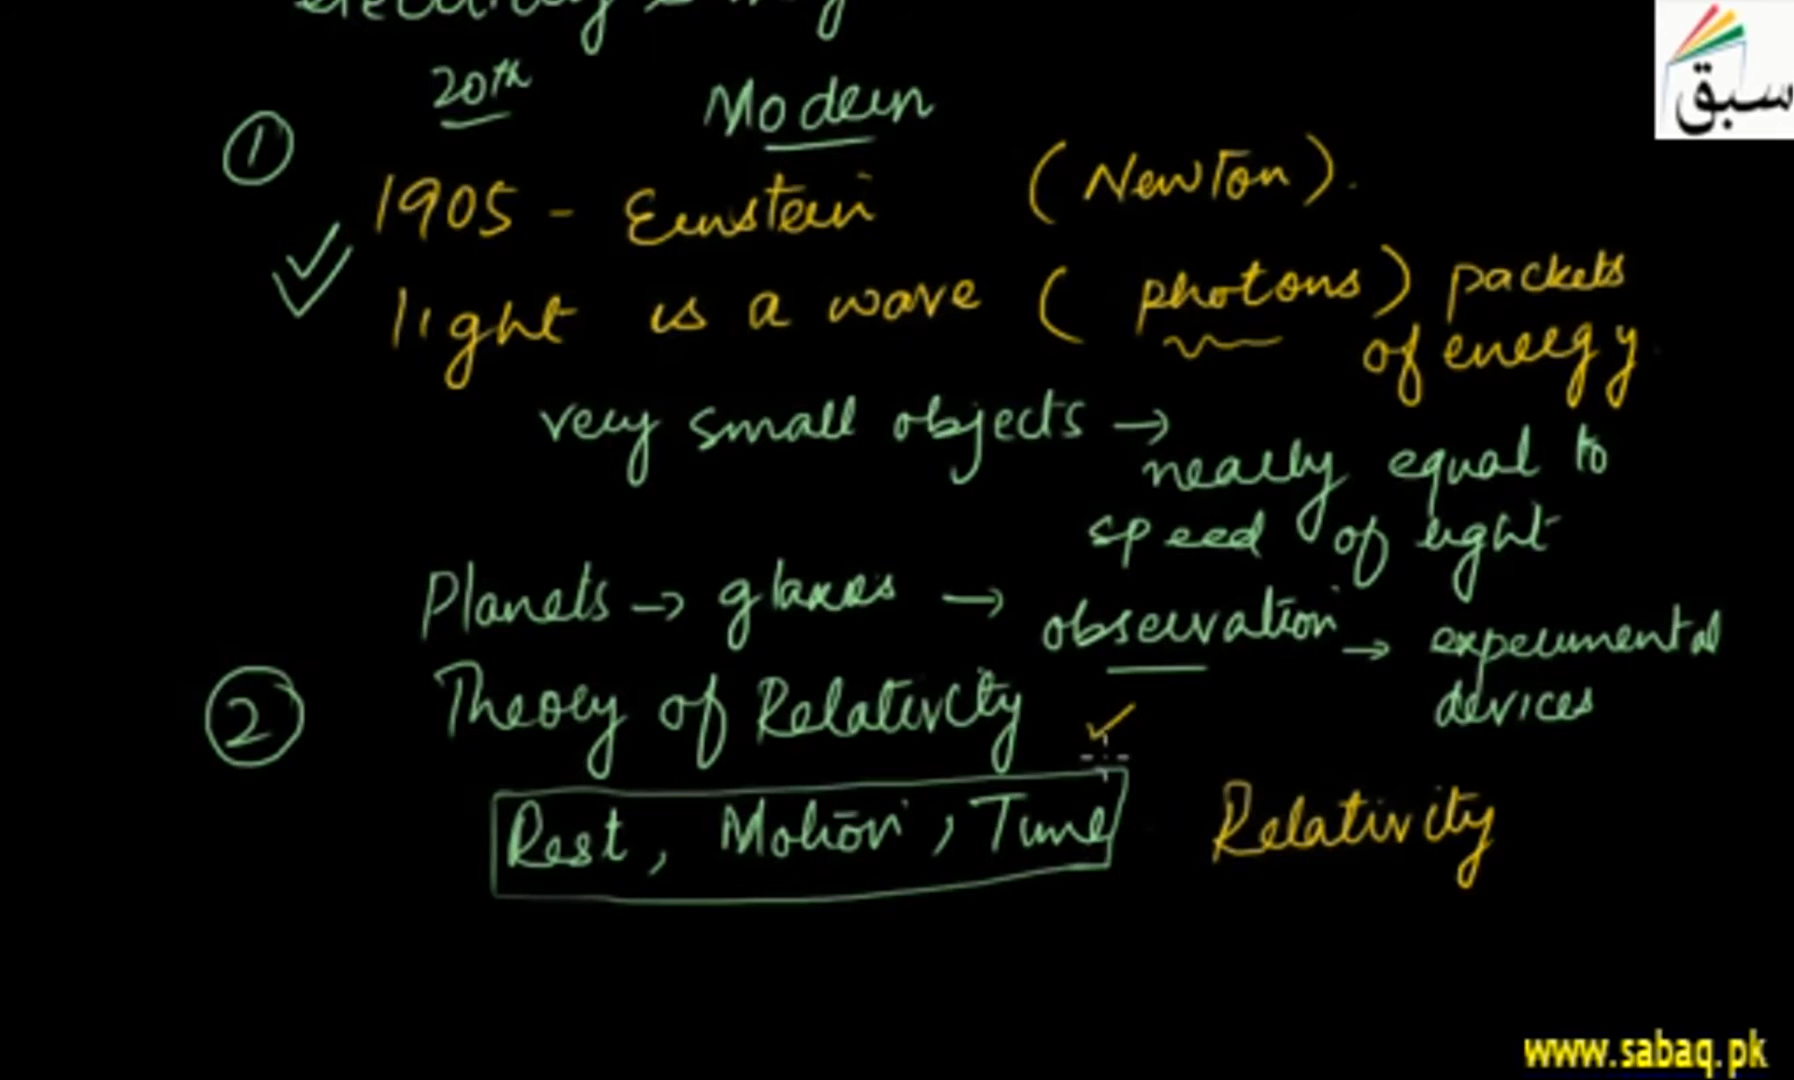 20th Modern
سبق
①
1905 - Einstein (Newton).
light is a wave (photons) packets
of energy
very small objects →
nearly equal to
speed of light
Planets → glaxes → observation → experimental
devices
② Theory of Relativity
Rest, Motion, Time Relativity
www.sabaq.pk